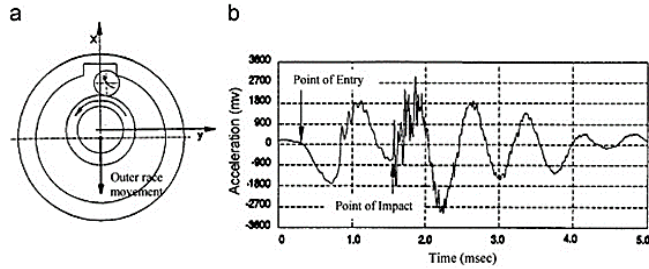 a
X
y
Outer race
movement
b
Acceleration (mv)
3600
2700
1800
900
0
-900
-1800
-2700
-3600
Point of Entry
Point of Impact
0
1.0
2.0
3.0
4.0
5.0
Time (msec)